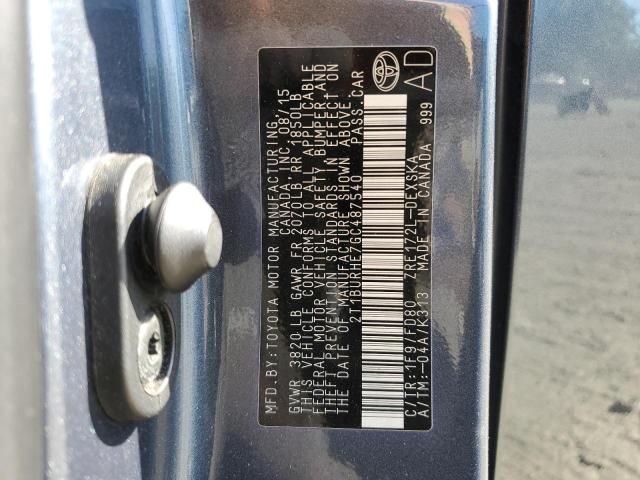 MFD.BY:TOYOTA MOTOR MANUFACTURING,
CANADA, INC. 08/15
GVWR 3820 LB GAWR FR 2070LB RR 1850LB
THIS VEHICLE CONFORMS TO ALL APPLICABLE
FEDERAL MOTOR VEHICLE SAFETY, BUMPER, AND
THEFT PREVENTION STANDARDS IN EFFECT ON
THE DATE OF MANUFACTURE SHOWN ABOVE.
2T1BURHE7GC487540 PASS.CAR
C/TR:1F9/FD80 ZRE172L-DEXSKA
A/TM:-04A/K313 MADE IN CANADA 999
AD